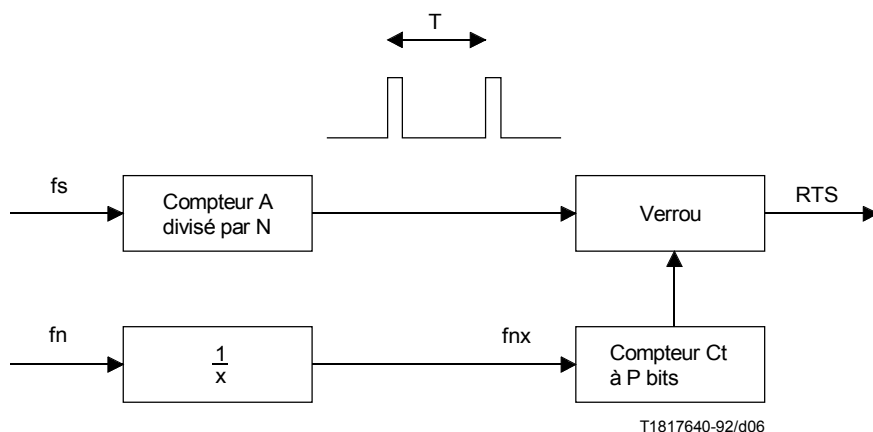 T
fs
Compteur A
divisé par N
Verrou
RTS
fn
1
x
fnx
Compteur Ct
à P bits
T1817640-92/d06